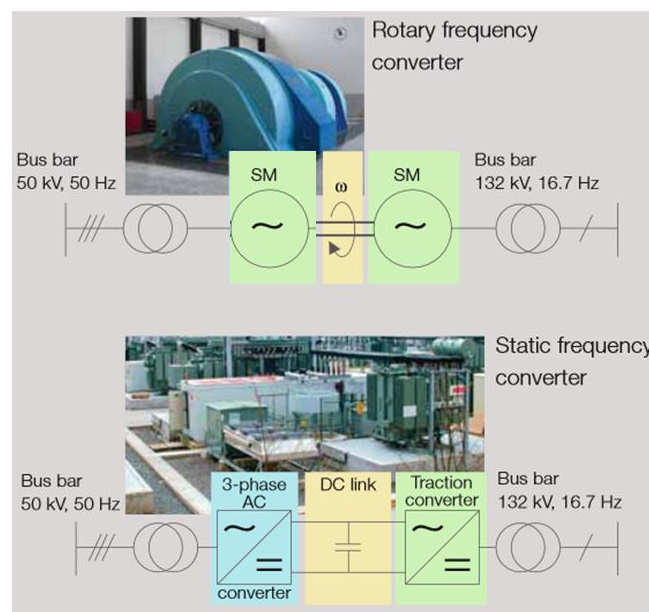 Rotary frequency
converter
Bus bar
50 kV, 50 Hz
SM
ω
SM
Bus bar
132 kV, 16.7 Hz
Static frequency
converter
Bus bar
50 kV, 50 Hz
3-phase
AC
converter
DC link
Traction
converter
Bus bar
132 kV, 16.7 Hz